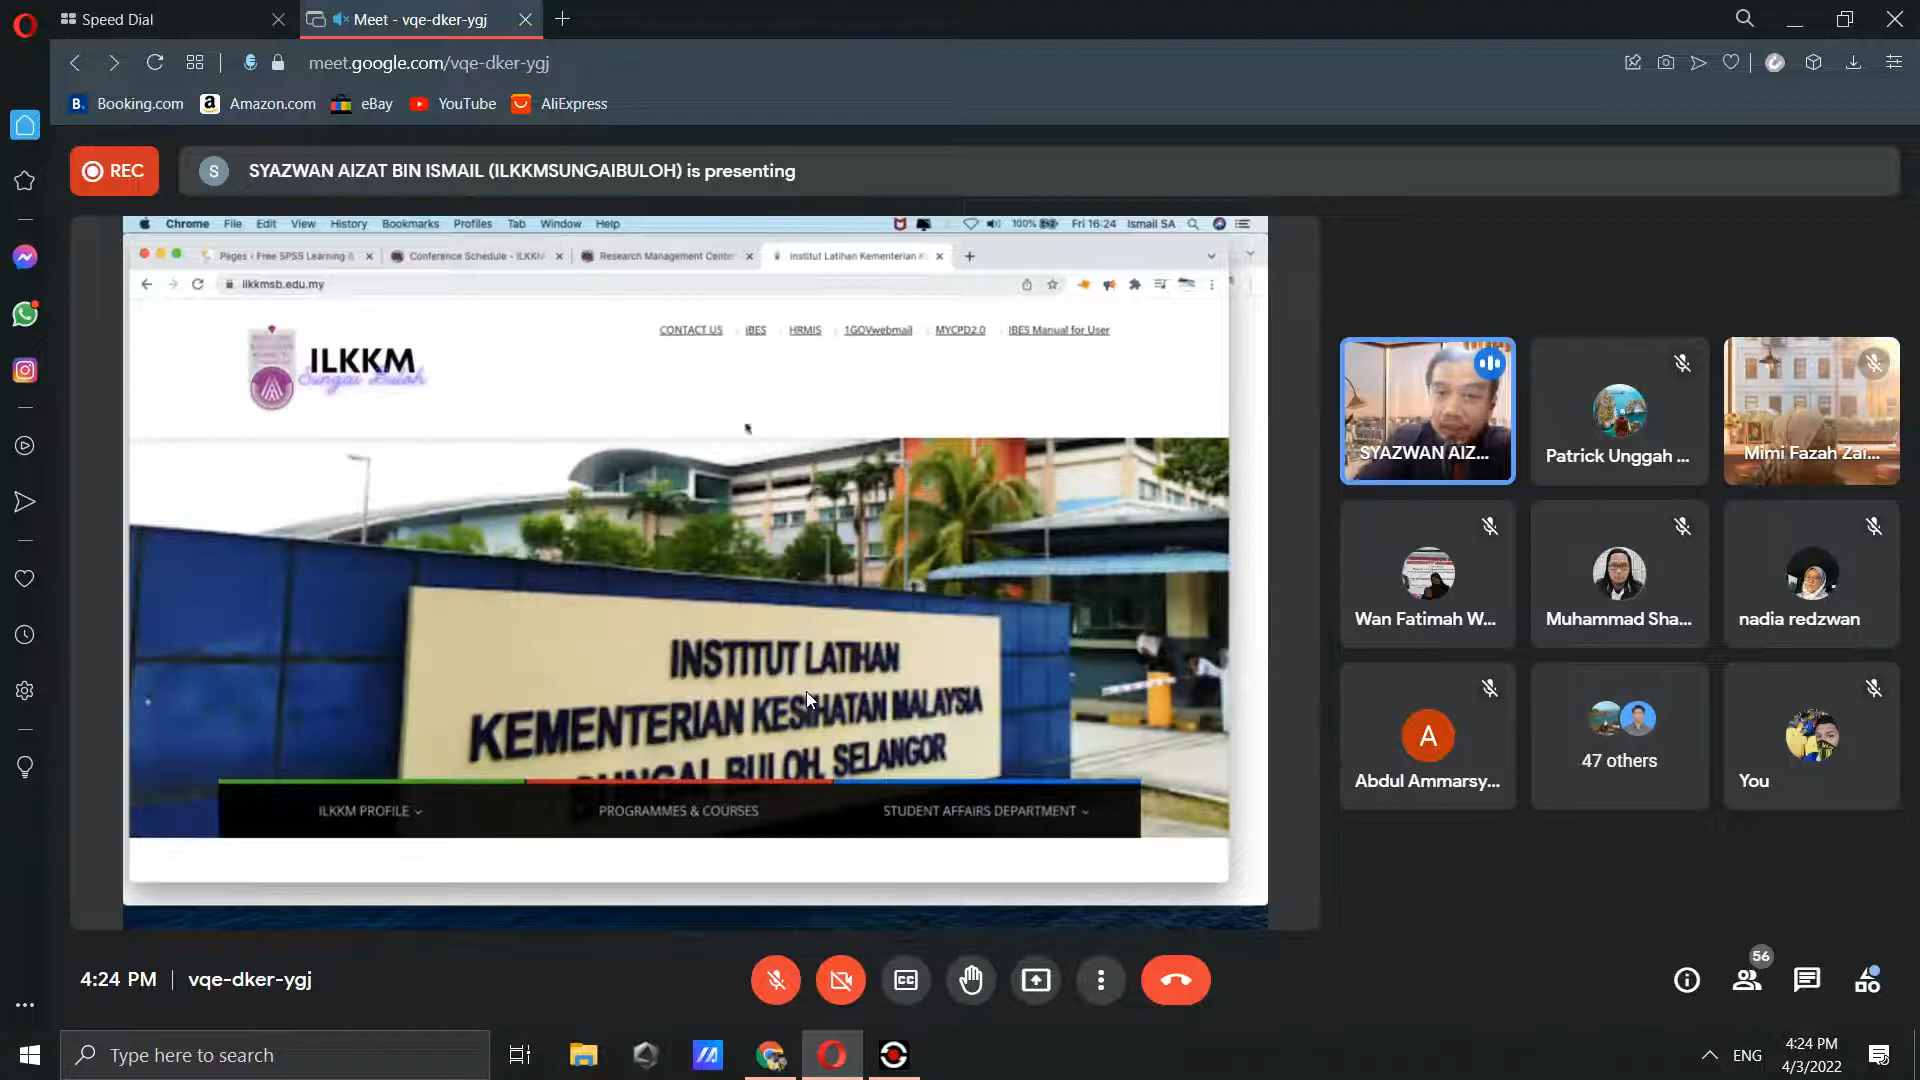 Speed Dial
Meet - vqe-dker-ygj
meet.google.com/vqe-dker-ygj
Booking.com
Amazon.com
eBay
YouTube
AliExpress
REC
S
SYAZWAN AIZAT BIN ISMAIL (ILKKMSUNGAIBULOH) is presenting
Chrome File Edit View History Bookmarks Profiles Tab Window Help
100% Fri 16:24 Ismail SA
Pages ‹ Free SPSS Learning &
Conference Schedule - ILKKM
Research Management Center
Institut Latihan Kementerian K
ilkkmsb.edu.my
CONTACT US
iBES
HRMIS
1GOVwebmail
MYCPD2.0
IBES Manual for User
ILKKM
Sungai Buloh
INSTITUT LATIHAN
KEMENTERIAN KESIHATAN MALAYSIA
SUNGAI BULOH, SELANGOR
ILKKM PROFILE
PROGRAMMES & COURSES
STUDENT AFFAIRS DEPARTMENT
SYAZWAN AIZ...
Patrick Unggah ...
Mimi Fazah Zai...
Wan Fatimah W...
Muhammad Sha...
nadia redzwan
A
Abdul Ammarsy...
47 others
You
4:24 PM | vqe-dker-ygj
56
Type here to search
ENG
4:24 PM
4/3/2022